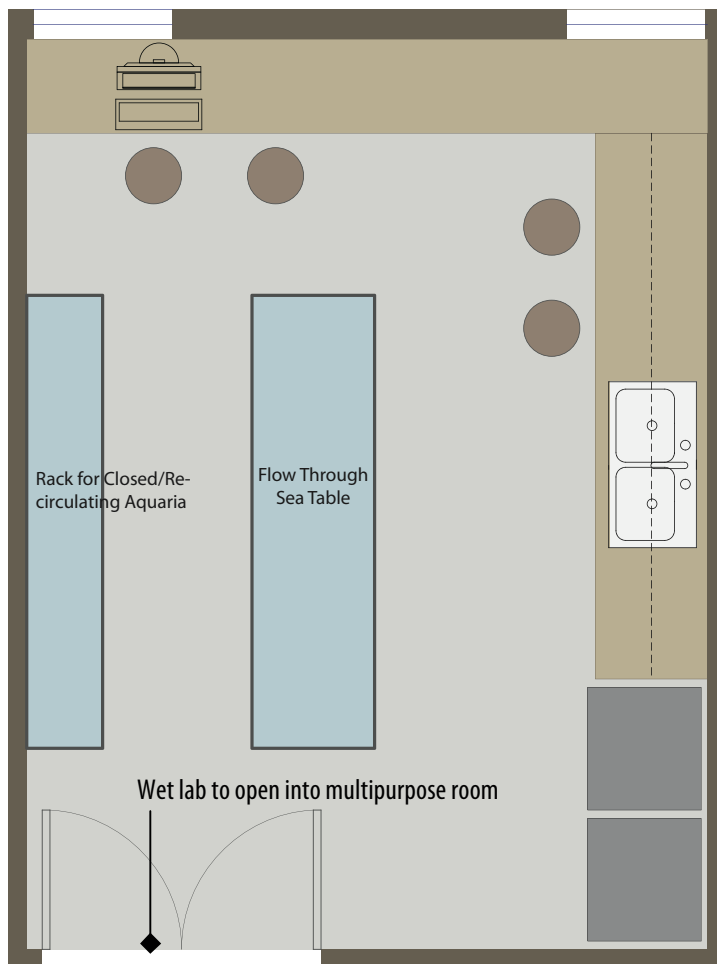 Rack for Closed/Re-
circulating Aquaria
Flow Through
Sea Table
Wet lab to open into multipurpose room